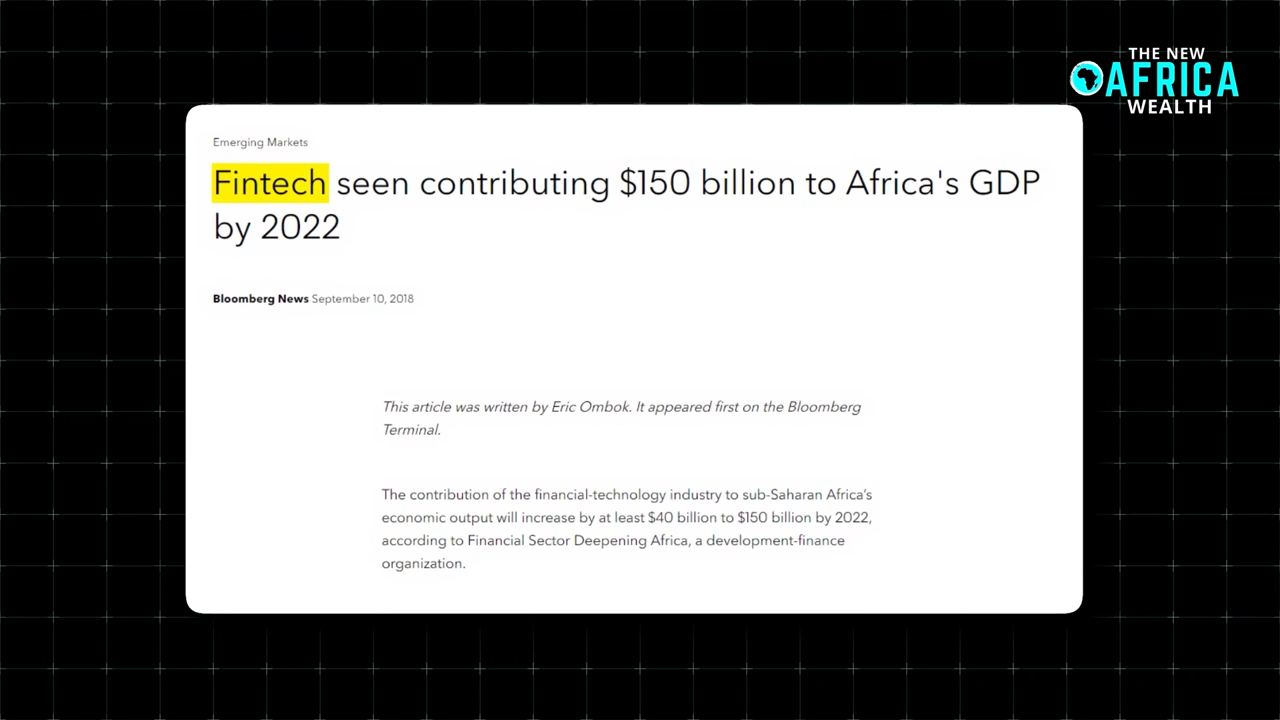 THE NEW
AFRICA
WEALTH
Emerging Markets
Fintech seen contributing $150 billion to Africa's GDP
by 2022
Bloomberg News September 10, 2018
This article was written by Eric Ombok. It appeared first on the Bloomberg
Terminal.
The contribution of the financial-technology industry to sub-Saharan Africa’s
economic output will increase by at least $40 billion to $150 billion by 2022,
according to Financial Sector Deepening Africa, a development-finance
organization.